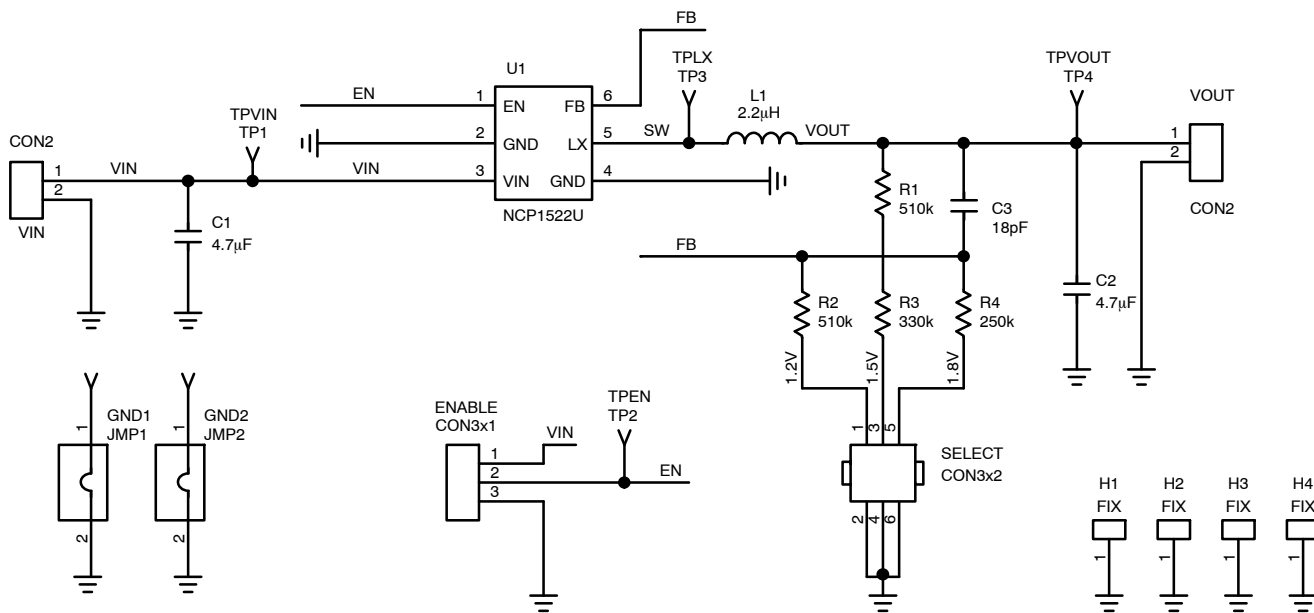 FB
U1
EN
1
EN
FB
6
TPLX
TP3
L1
2.2μH
TPVOUT
TP4
VOUT
TPVIN
TP1
2
GND
LX
5
SW
VOUT
1
2
CON2
1
2
VIN
VIN
VIN
3
VIN
GND
4
NCP1522U
CON2
C1
4.7μF
R1
510k
C3
18pF
FB
R2
510k
R3
330k
R4
250k
C2
4.7μF
1.2V
1.5V
1.8V
GND1
JMP1
1
2
GND2
JMP2
1
2
ENABLE
CON3x1
1
2
3
VIN
TPEN
TP2
EN
1
3
5
SELECT
CON3x2
2
4
6
H1
FIX
1
H2
FIX
1
H3
FIX
1
H4
FIX
1